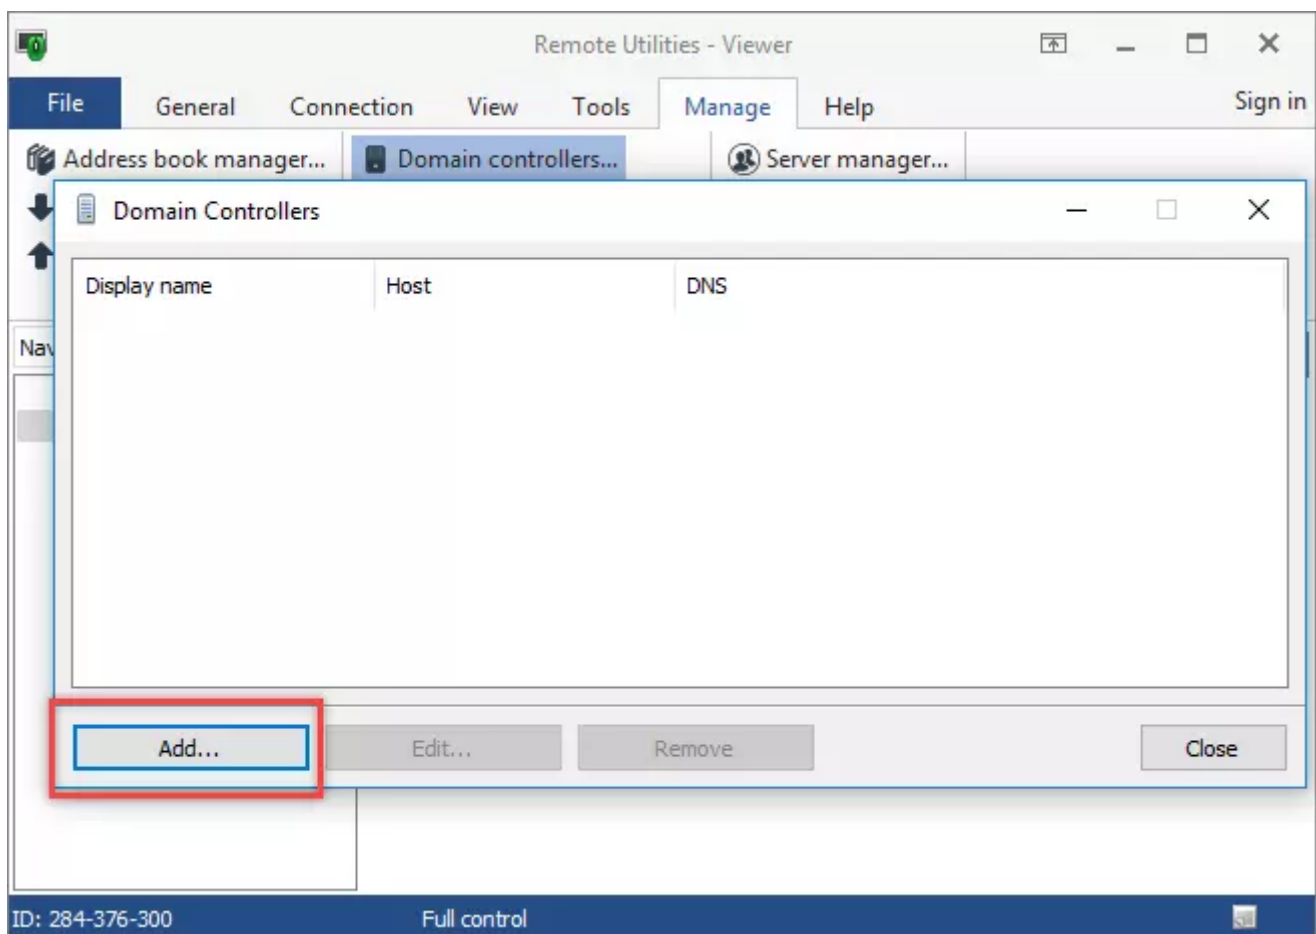 Remote Utilities - Viewer
File General Connection View Tools Manage Help Sign in
Address book manager... Domain controllers... Server manager...
Domain Controllers
Display name Host DNS
Nav
Add... Edit... Remove Close
ID: 284-376-300 Full control